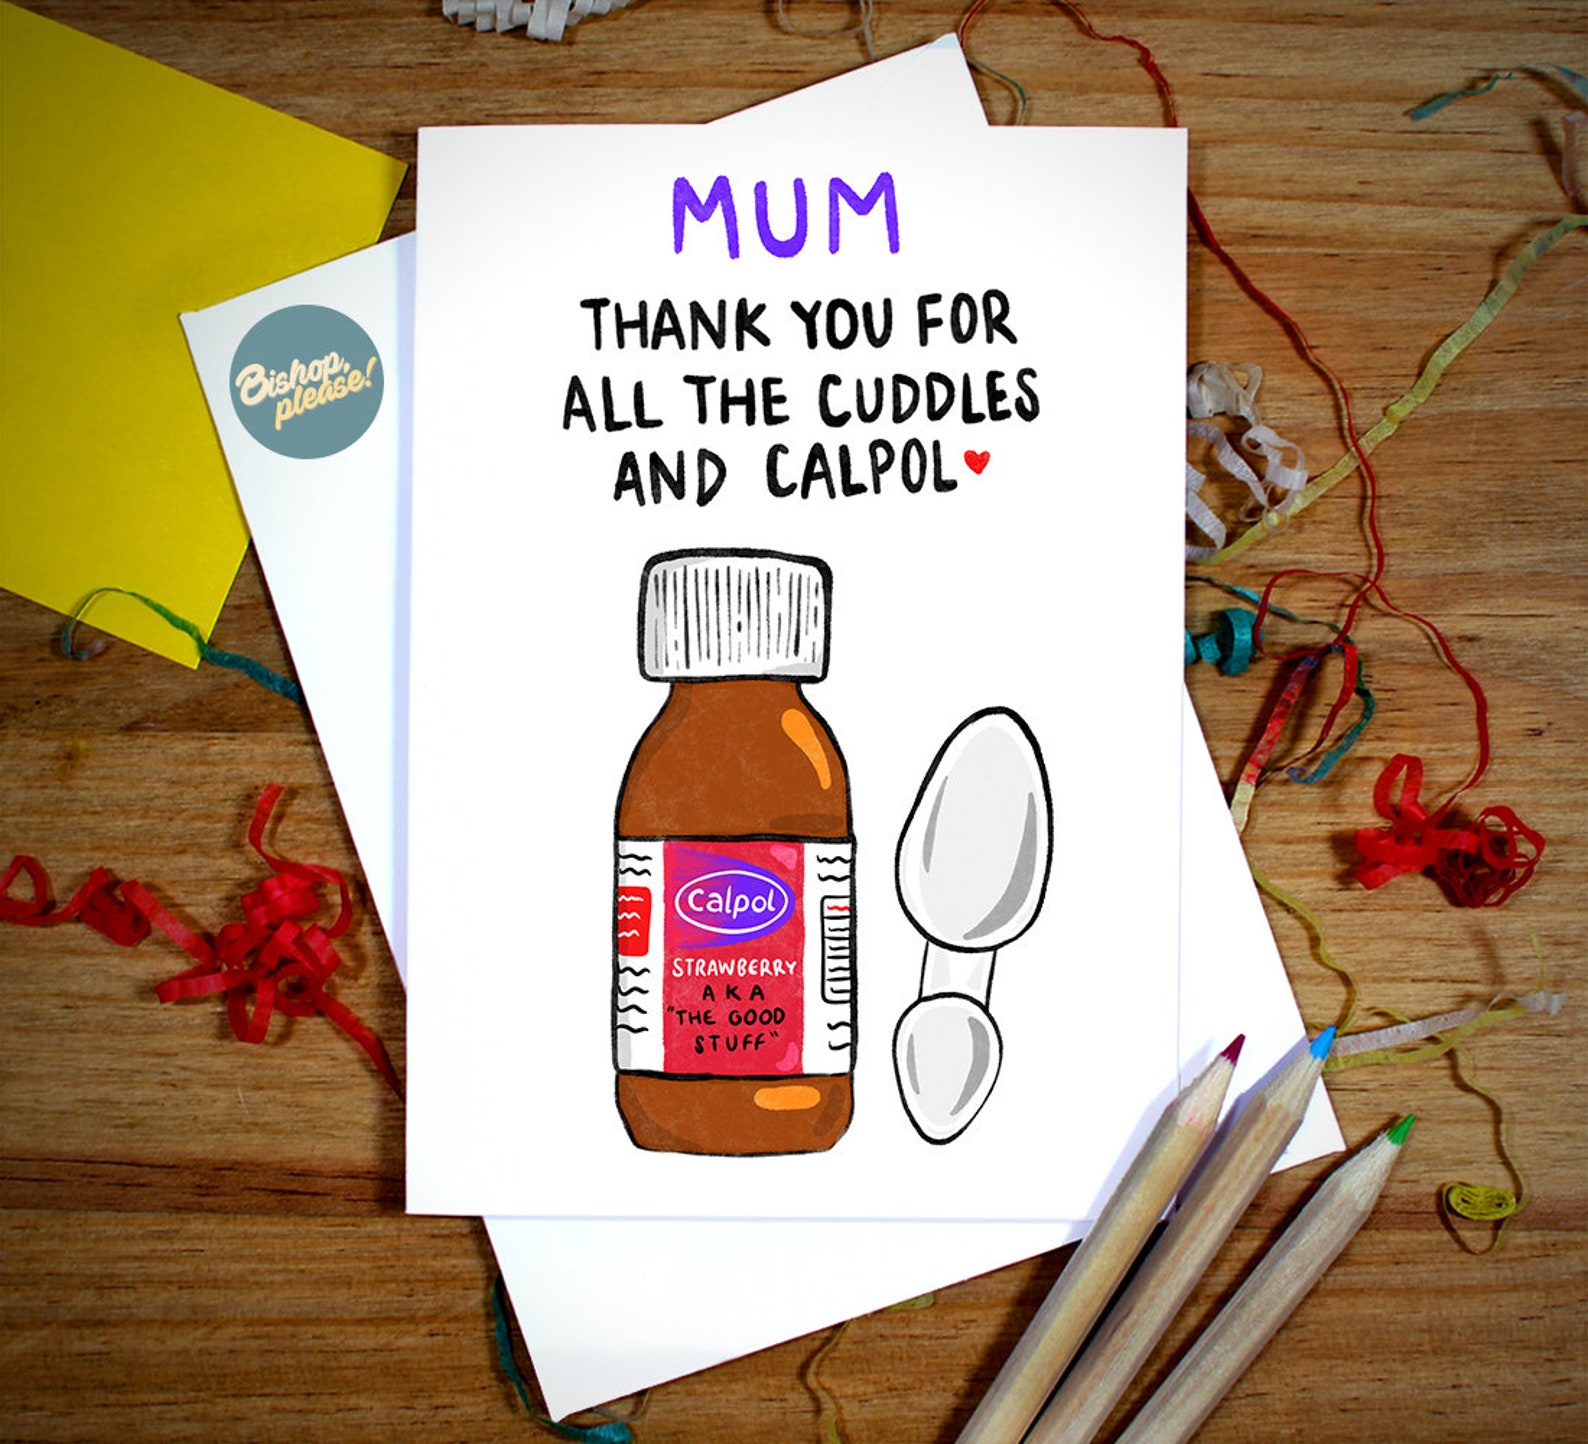 Bishop,
please!
MUM
THANK YOU FOR
ALL THE CUDDLES
AND CALPOL
Calpol
STRAWBERRY
AKA
"THE GOOD
STUFF"